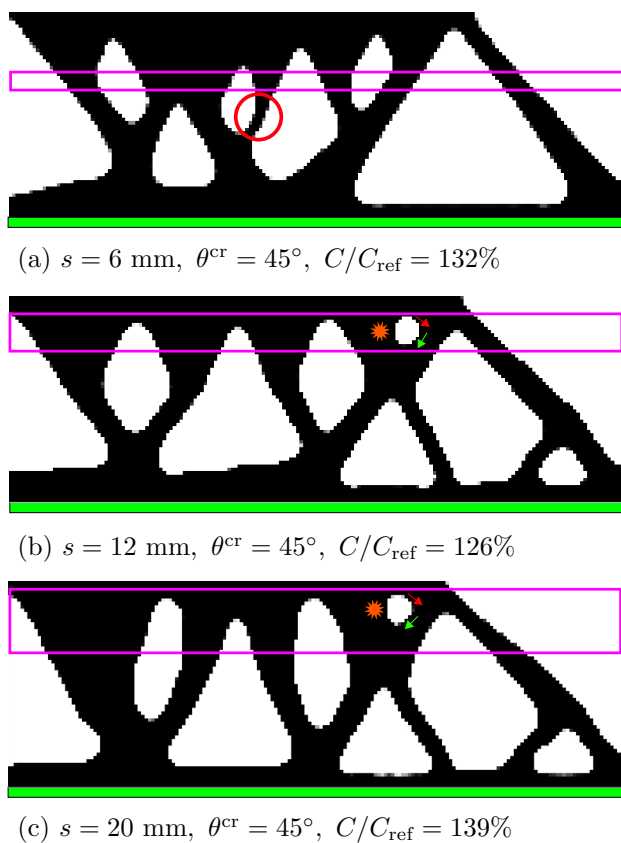 (a) s = 6 mm, θ^cr = 45°, C/C_ref = 132%
(b) s = 12 mm, θ^cr = 45°, C/C_ref = 126%
(c) s = 20 mm, θ^cr = 45°, C/C_ref = 139%